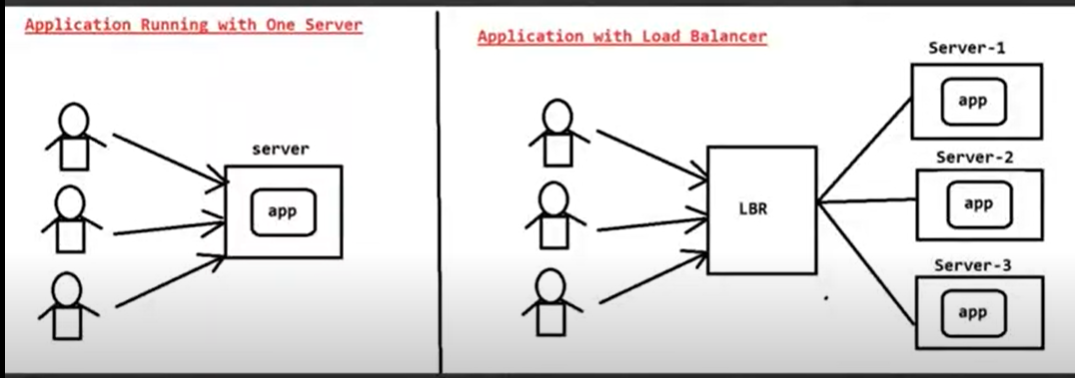 Application Running with One Server
server
app
Application with Load Balancer
LBR
Server-1
app
Server-2
app
Server-3
app